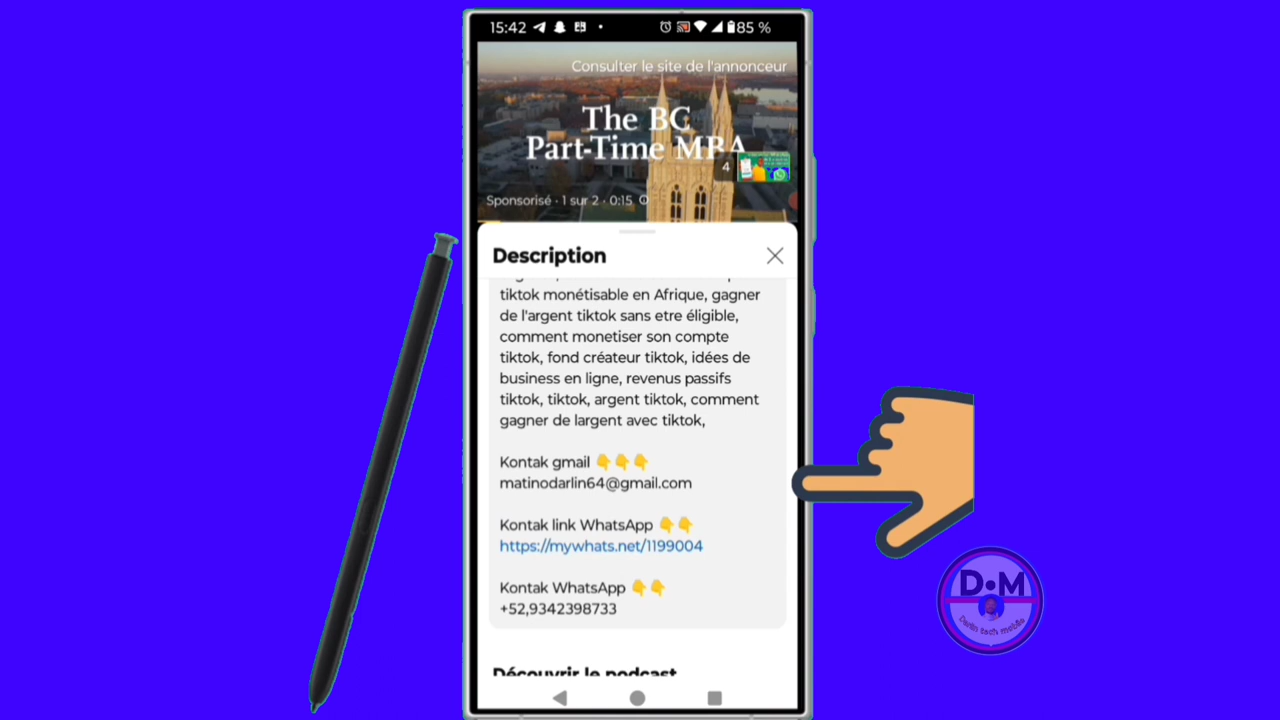 15:42
85 %
Consulter le site de l'annonceur
The BC
Part-Time MBA
4
Sponsorisé · 1 sur 2 · 0:15
Description
tiktok monétisable en Afrique, gagner
de l'argent tiktok sans etre éligible,
comment monetiser son compte
tiktok, fond créateur tiktok, idées de
business en ligne, revenus passifs
tiktok, tiktok, argent tiktok, comment
gagner de largent avec tiktok,
Kontak gmail 👇👇👇
matinodarlin64@gmail.com
Kontak link WhatsApp 👇👇
https://mywhats.net/1199004
Kontak WhatsApp 👇👇
+52,9342398733
D•M
Darlin tech mobile
Découvrir le podcast